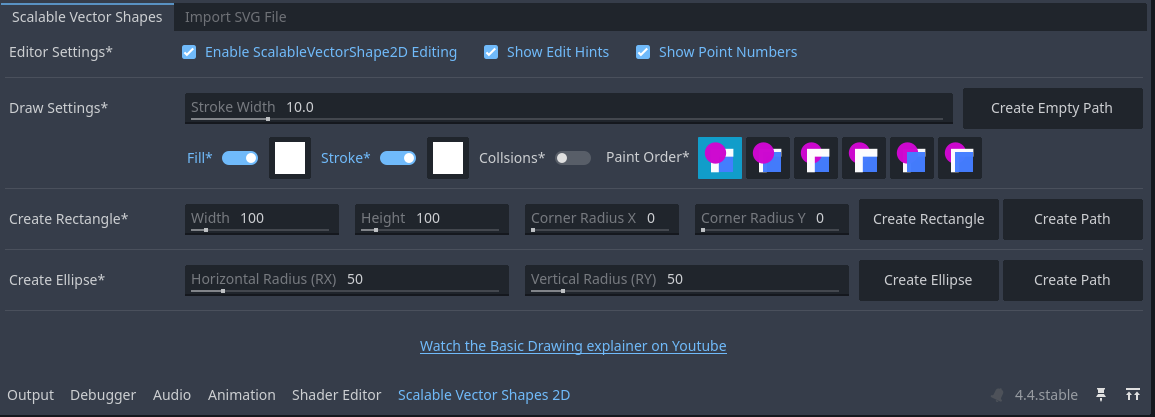 Scalable Vector Shapes Import SVG File
Editor Settings* Enable ScalableVectorShape2D Editing Show Edit Hints Show Point Numbers
Draw Settings* Stroke Width 10.0 Create Empty Path
Fill* Stroke* Collsions* Paint Order*
Create Rectangle* Width 100 Height 100 Corner Radius X 0 Corner Radius Y 0 Create Rectangle Create Path
Create Ellipse* Horizontal Radius (RX) 50 Vertical Radius (RY) 50 Create Ellipse Create Path
Watch the Basic Drawing explainer on Youtube
Output Debugger Audio Animation Shader Editor Scalable Vector Shapes 2D 4.4.stable